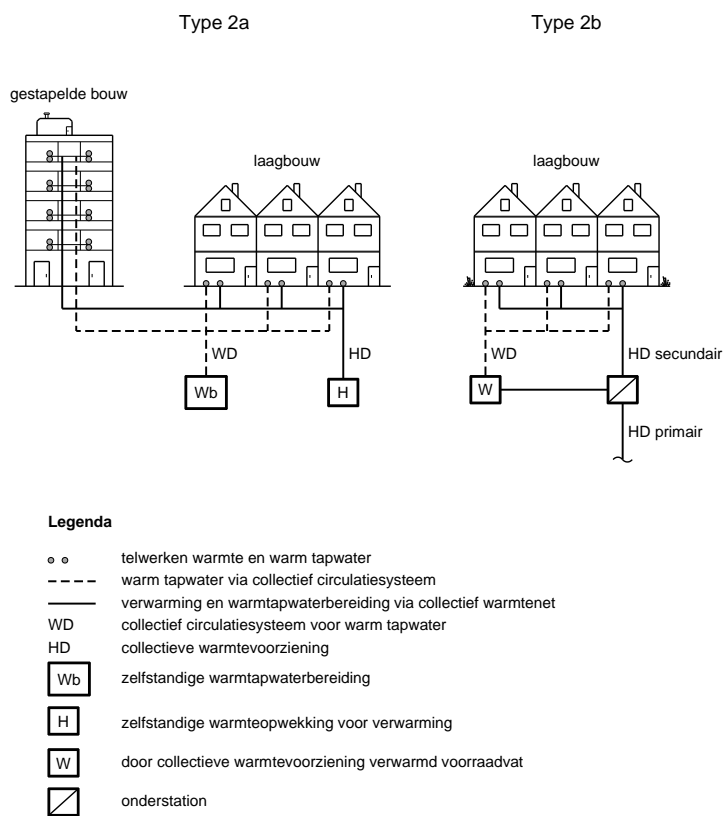 Type 2a
Type 2b
gestapelde bouw
laagbouw
laagbouw
WD
HD
WD
HD secundair
Wb
H
W
HD primair
Legenda
telwerken warmte en warm tapwater
warm tapwater via collectief circulatiesysteem
verwarming en warmtapwaterbereiding via collectief warmtenet
WD collectief circulatiesysteem voor warm tapwater
HD collectieve warmtevoorziening
Wb zelfstandige warmtapwaterbereiding
H zelfstandige warmteopwekking voor verwarming
W door collectieve warmtevoorziening verwarmd voorraadvat
onderstation